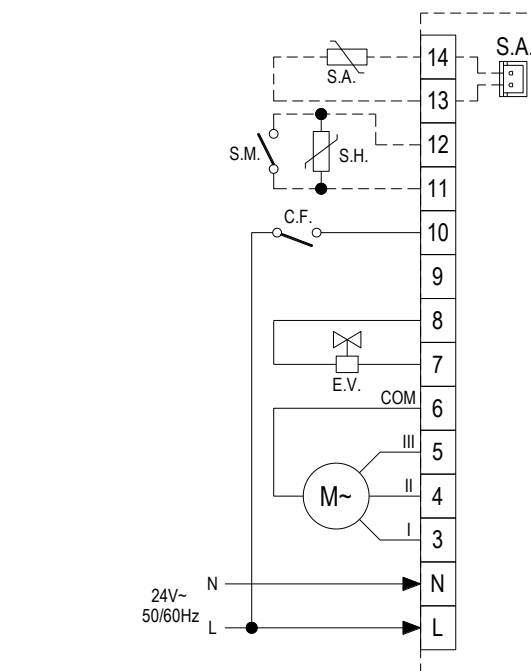 S.A.
14
S.A.
13
12
S.M.
S.H.
11
C.F.
10
9
8
7
E.V.
COM
6
III
5
M~
II
4
I
3
N
N
24V~
50/60Hz
L
L